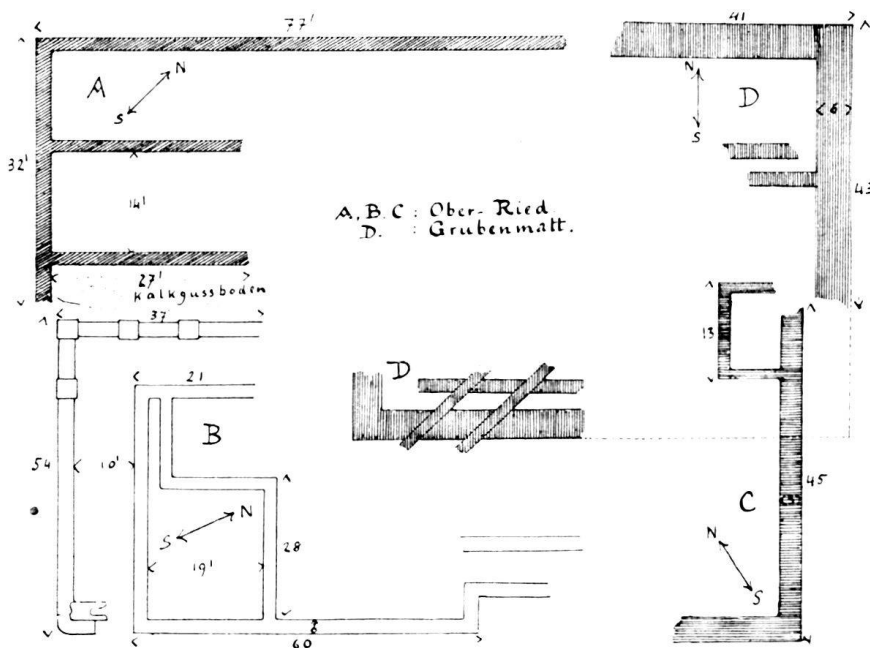 77'
41
A
N
S
N
D
S
6
32'
14'
43
A, B. C : Ober-Ried
D. : Grubenmatt.
27'
Kalkgussboden
37
13
21
D
B
54
10'
45
C
N
S
28
19'
N
S
60